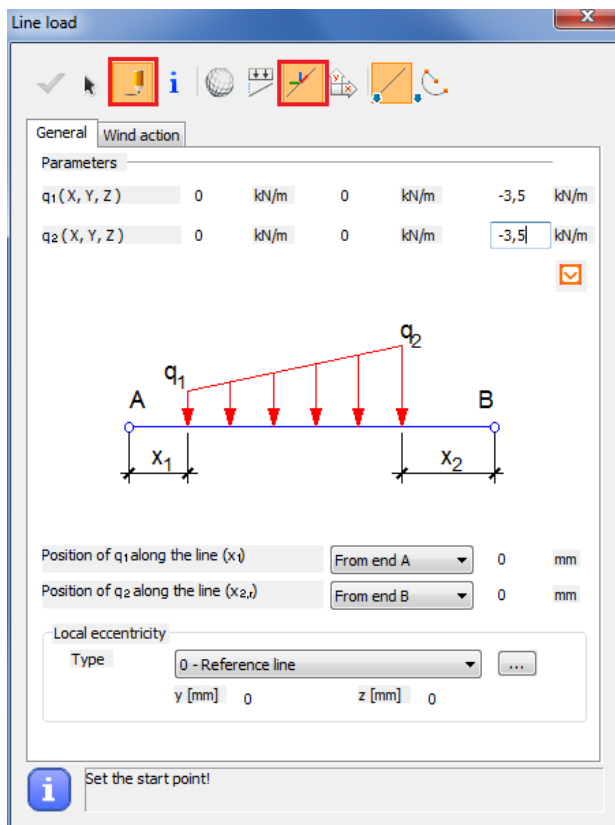 Line load
General Wind action
Parameters
q1 (X, Y, Z) 0 kN/m 0 kN/m -3,5 kN/m
q2 (X, Y, Z) 0 kN/m 0 kN/m -3,5 kN/m
q2
q1
A B
x1 x2
Position of q1 along the line (x1) From end A 0 mm
Position of q2 along the line (x2,r) From end B 0 mm
Local eccentricity
Type 0 - Reference line ...
y [mm] 0 z [mm] 0
Set the start point!